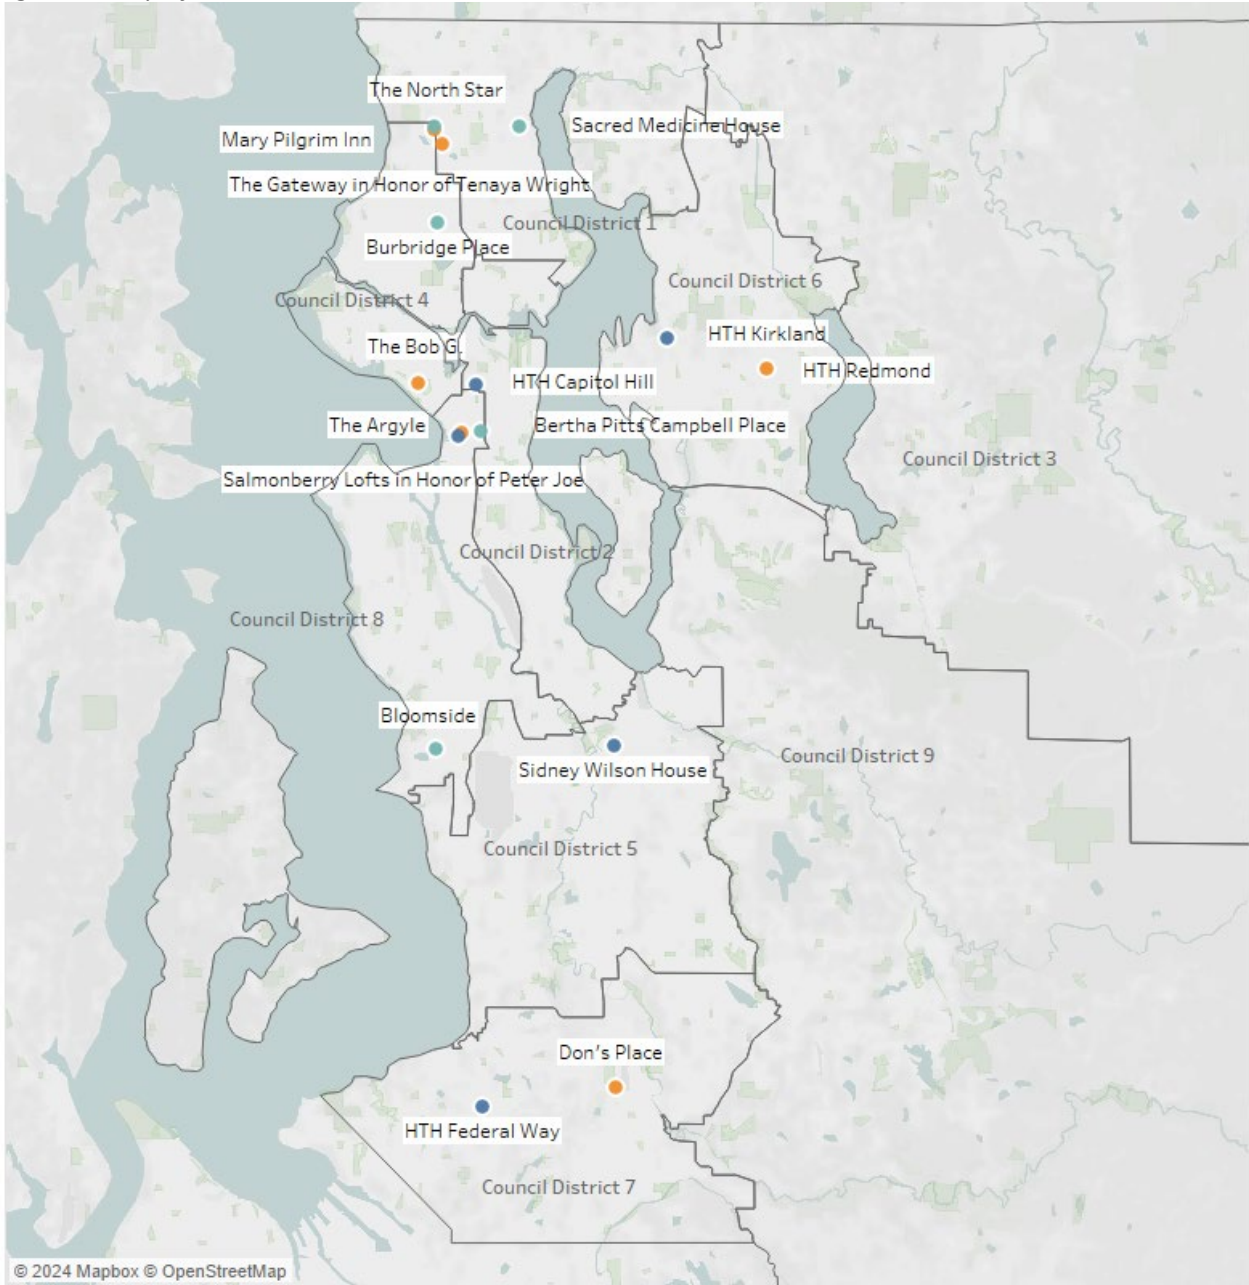 The North Star
Sacred Medicine House
Mary Pilgrim Inn
The Gateway in Honor of Tenaya Wright
Council District 1
Burbridge Place
Council District 6
Council District 4
HTH Kirkland
The Bob G.
HTH Redmond
HTH Capitol Hill
The Argyle
Bertha Pitts Campbell Place
Council District 3
Salmonberry Lofts in Honor of Peter Joe
Council District 2
Council District 8
Bloomside
Council District 9
Sidney Wilson House
Council District 5
Don's Place
HTH Federal Way
Council District 7
© 2024 Mapbox © OpenStreetMap